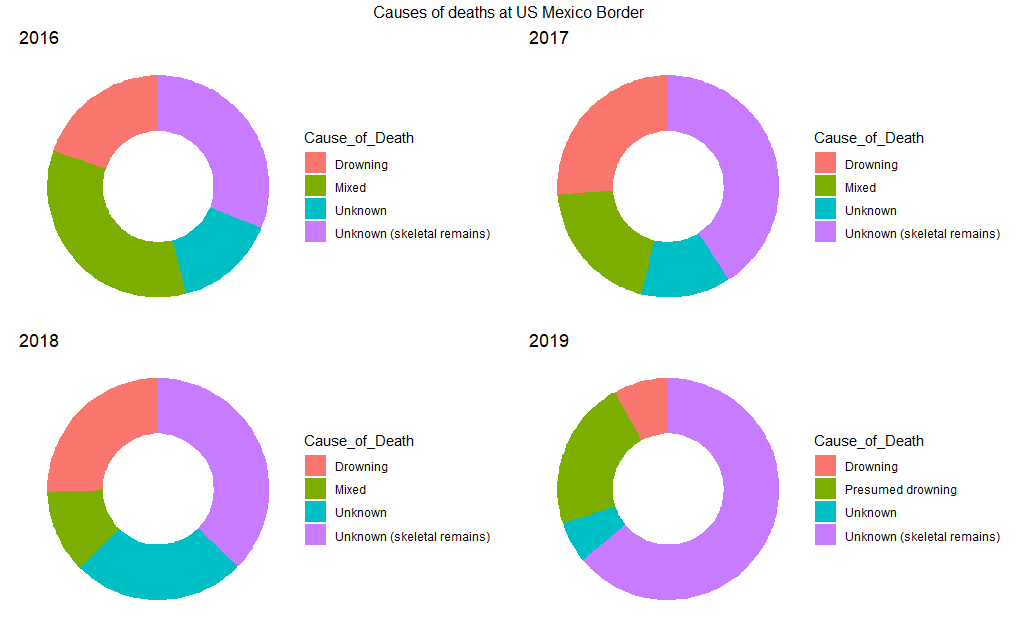 Causes of deaths at US Mexico Border
2016
Cause_of_Death
Drowning
Mixed
Unknown
Unknown (skeletal remains)
2017
Cause_of_Death
Drowning
Mixed
Unknown
Unknown (skeletal remains)
2018
Cause_of_Death
Drowning
Mixed
Unknown
Unknown (skeletal remains)
2019
Cause_of_Death
Drowning
Presumed drowning
Unknown
Unknown (skeletal remains)